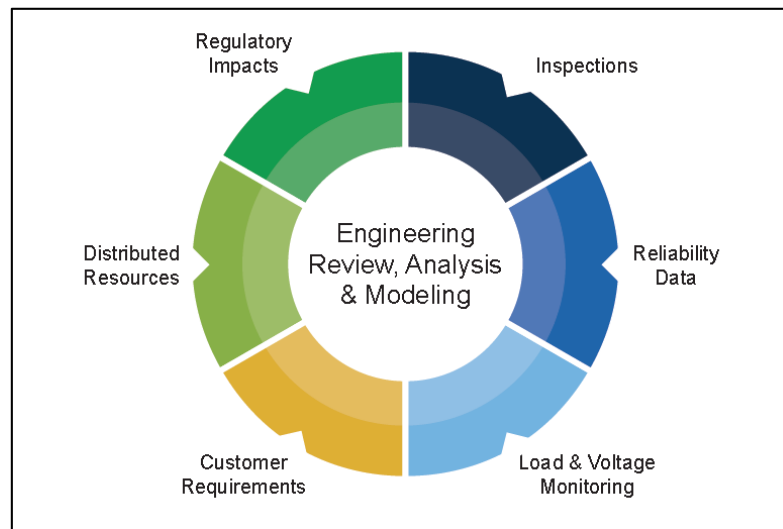 Regulatory
Impacts
Inspections
Distributed
Resources
Engineering
Review, Analysis
& Modeling
Reliability
Data
Customer
Requirements
Load & Voltage
Monitoring